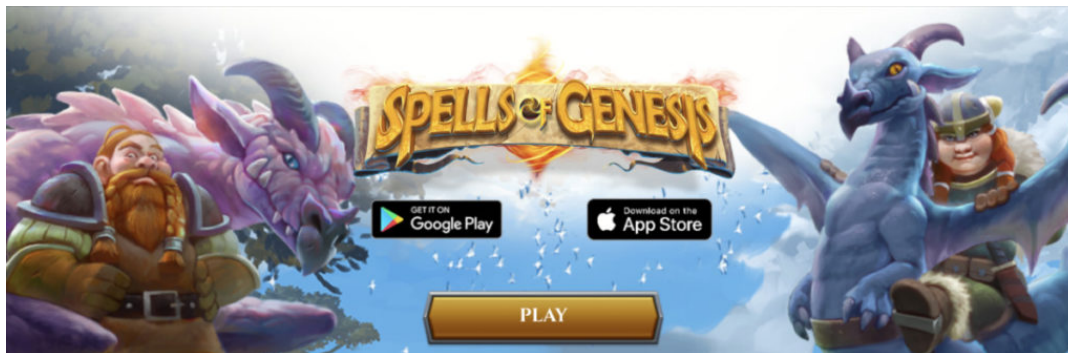 SPELLS OF GENESIS
GET IT ON
Google Play
Download on the
App Store
PLAY